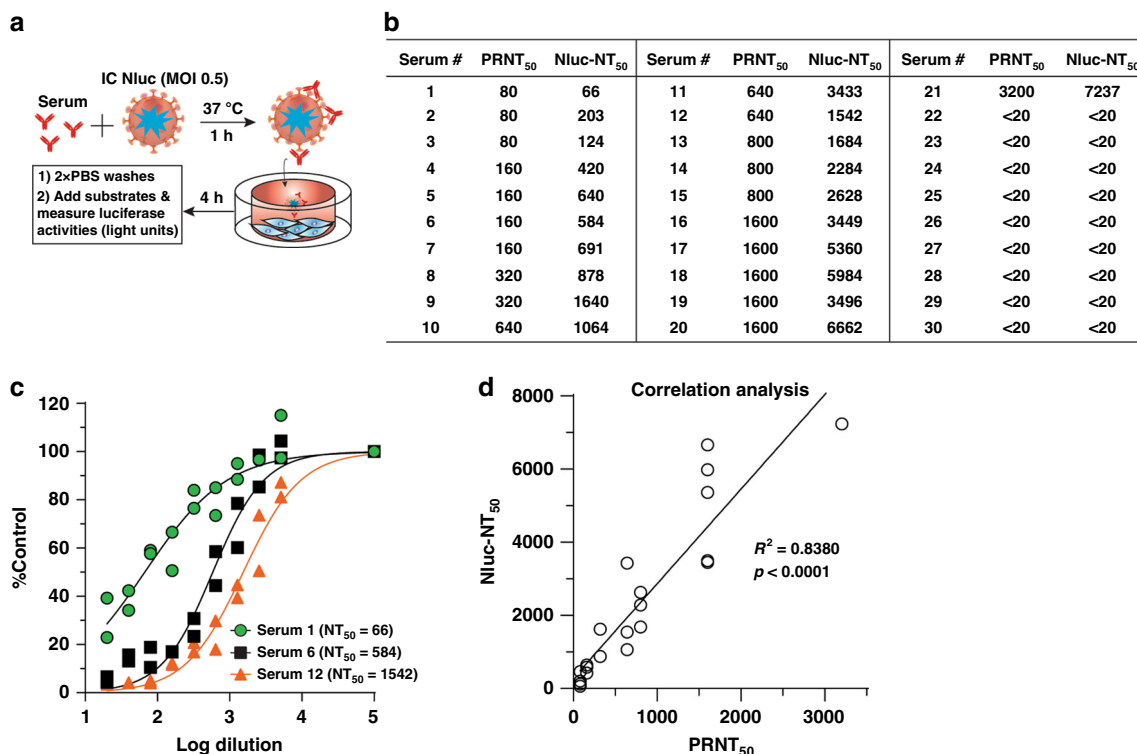 a
IC Nluc (MOI 0.5)
Serum
37 °C
1 h
1) 2×PBS washes
2) Add substrates &
measure luciferase
activities (light units)
4 h
b
Serum # PRNT50 Nluc-NT50 Serum # PRNT50 Nluc-NT50 Serum # PRNT50 Nluc-NT50
1 80 66 11 640 3433 21 3200 7237
2 80 203 12 640 1542 22 <20 <20
3 80 124 13 800 1684 23 <20 <20
4 160 420 14 800 2284 24 <20 <20
5 160 640 15 800 2628 25 <20 <20
6 160 584 16 1600 3449 26 <20 <20
7 160 691 17 1600 5360 27 <20 <20
8 320 878 18 1600 5984 28 <20 <20
9 320 1640 19 1600 3496 29 <20 <20
10 640 1064 20 1600 6662 30 <20 <20
c
%Control
120
100
80
60
40
20
0
1 2 3 4 5
Log dilution
Serum 1 (NT50 = 66)
Serum 6 (NT50 = 584)
Serum 12 (NT50 = 1542)
d
Correlation analysis
Nluc-NT50
8000
6000
4000
2000
0
0 1000 2000 3000
PRNT50
R² = 0.8380
p < 0.0001